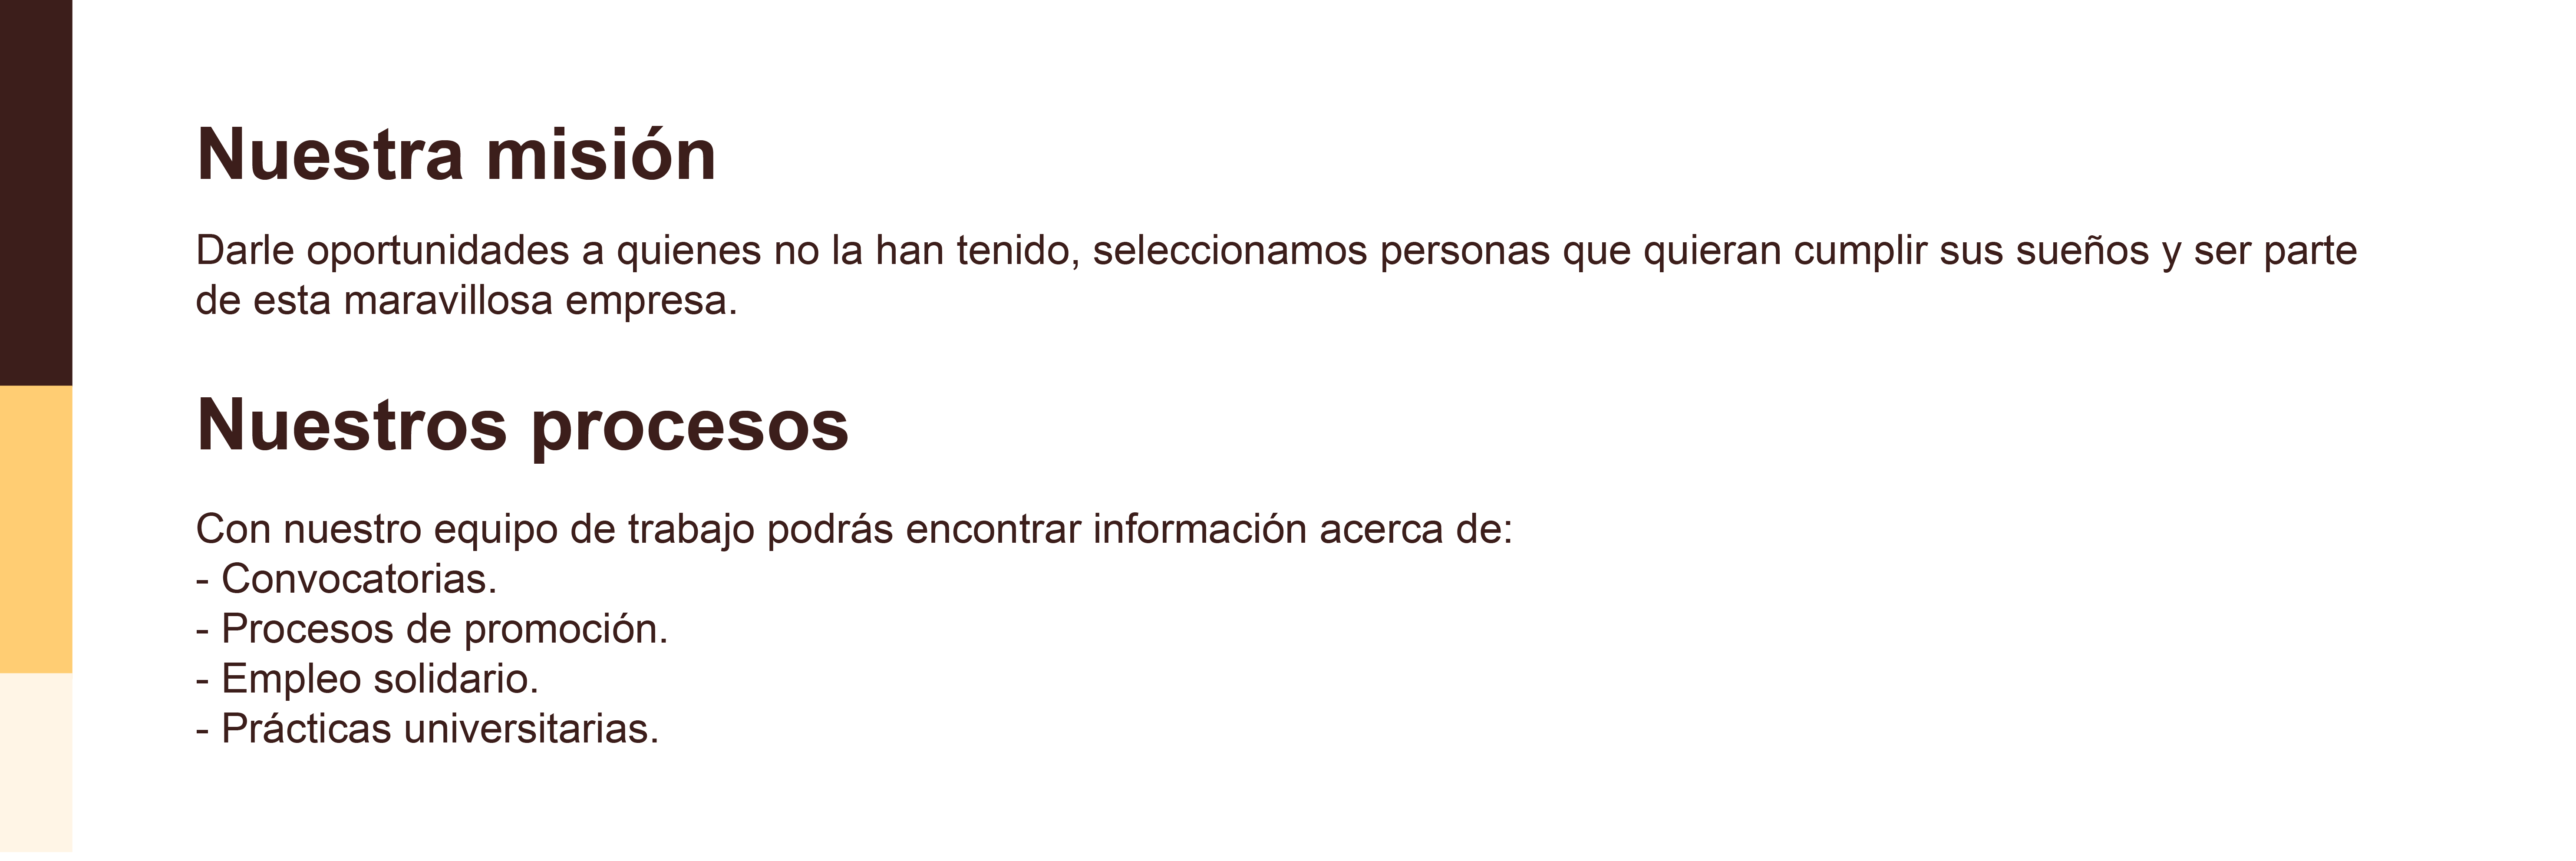 Nuestra misión
Darle oportunidades a quienes no la han tenido, seleccionamos personas que quieran cumplir sus sueños y ser parte
de esta maravillosa empresa.
Nuestros procesos
Con nuestro equipo de trabajo podrás encontrar información acerca de:
- Convocatorias.
- Procesos de promoción.
- Empleo solidario.
- Prácticas universitarias.